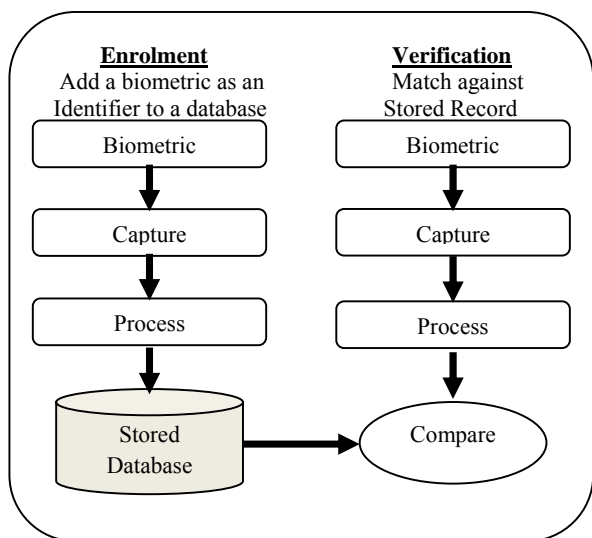 Enrolment
Add a biometric as an
Identifier to a database
Biometric
Capture
Process
Stored
Database
Verification
Match against
Stored Record
Biometric
Capture
Process
Compare